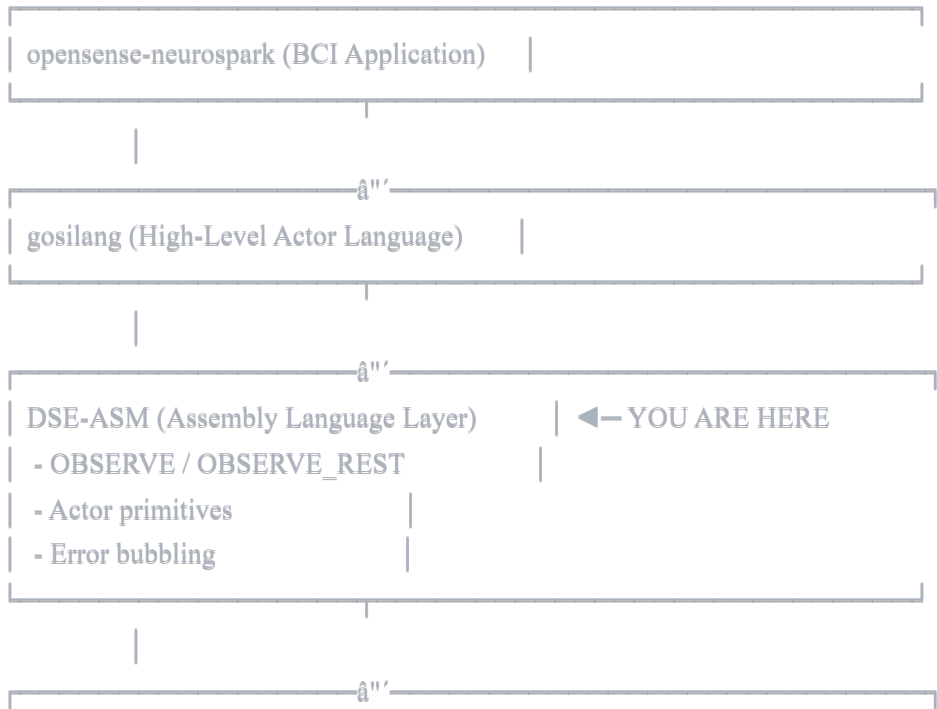 opensense-neurospark (BCI Application)
â"´
gosilang (High-Level Actor Language)
â"´
DSE-ASM (Assembly Language Layer) ◄─ YOU ARE HERE
- OBSERVE / OBSERVE_REST
- Actor primitives
- Error bubbling
â"´